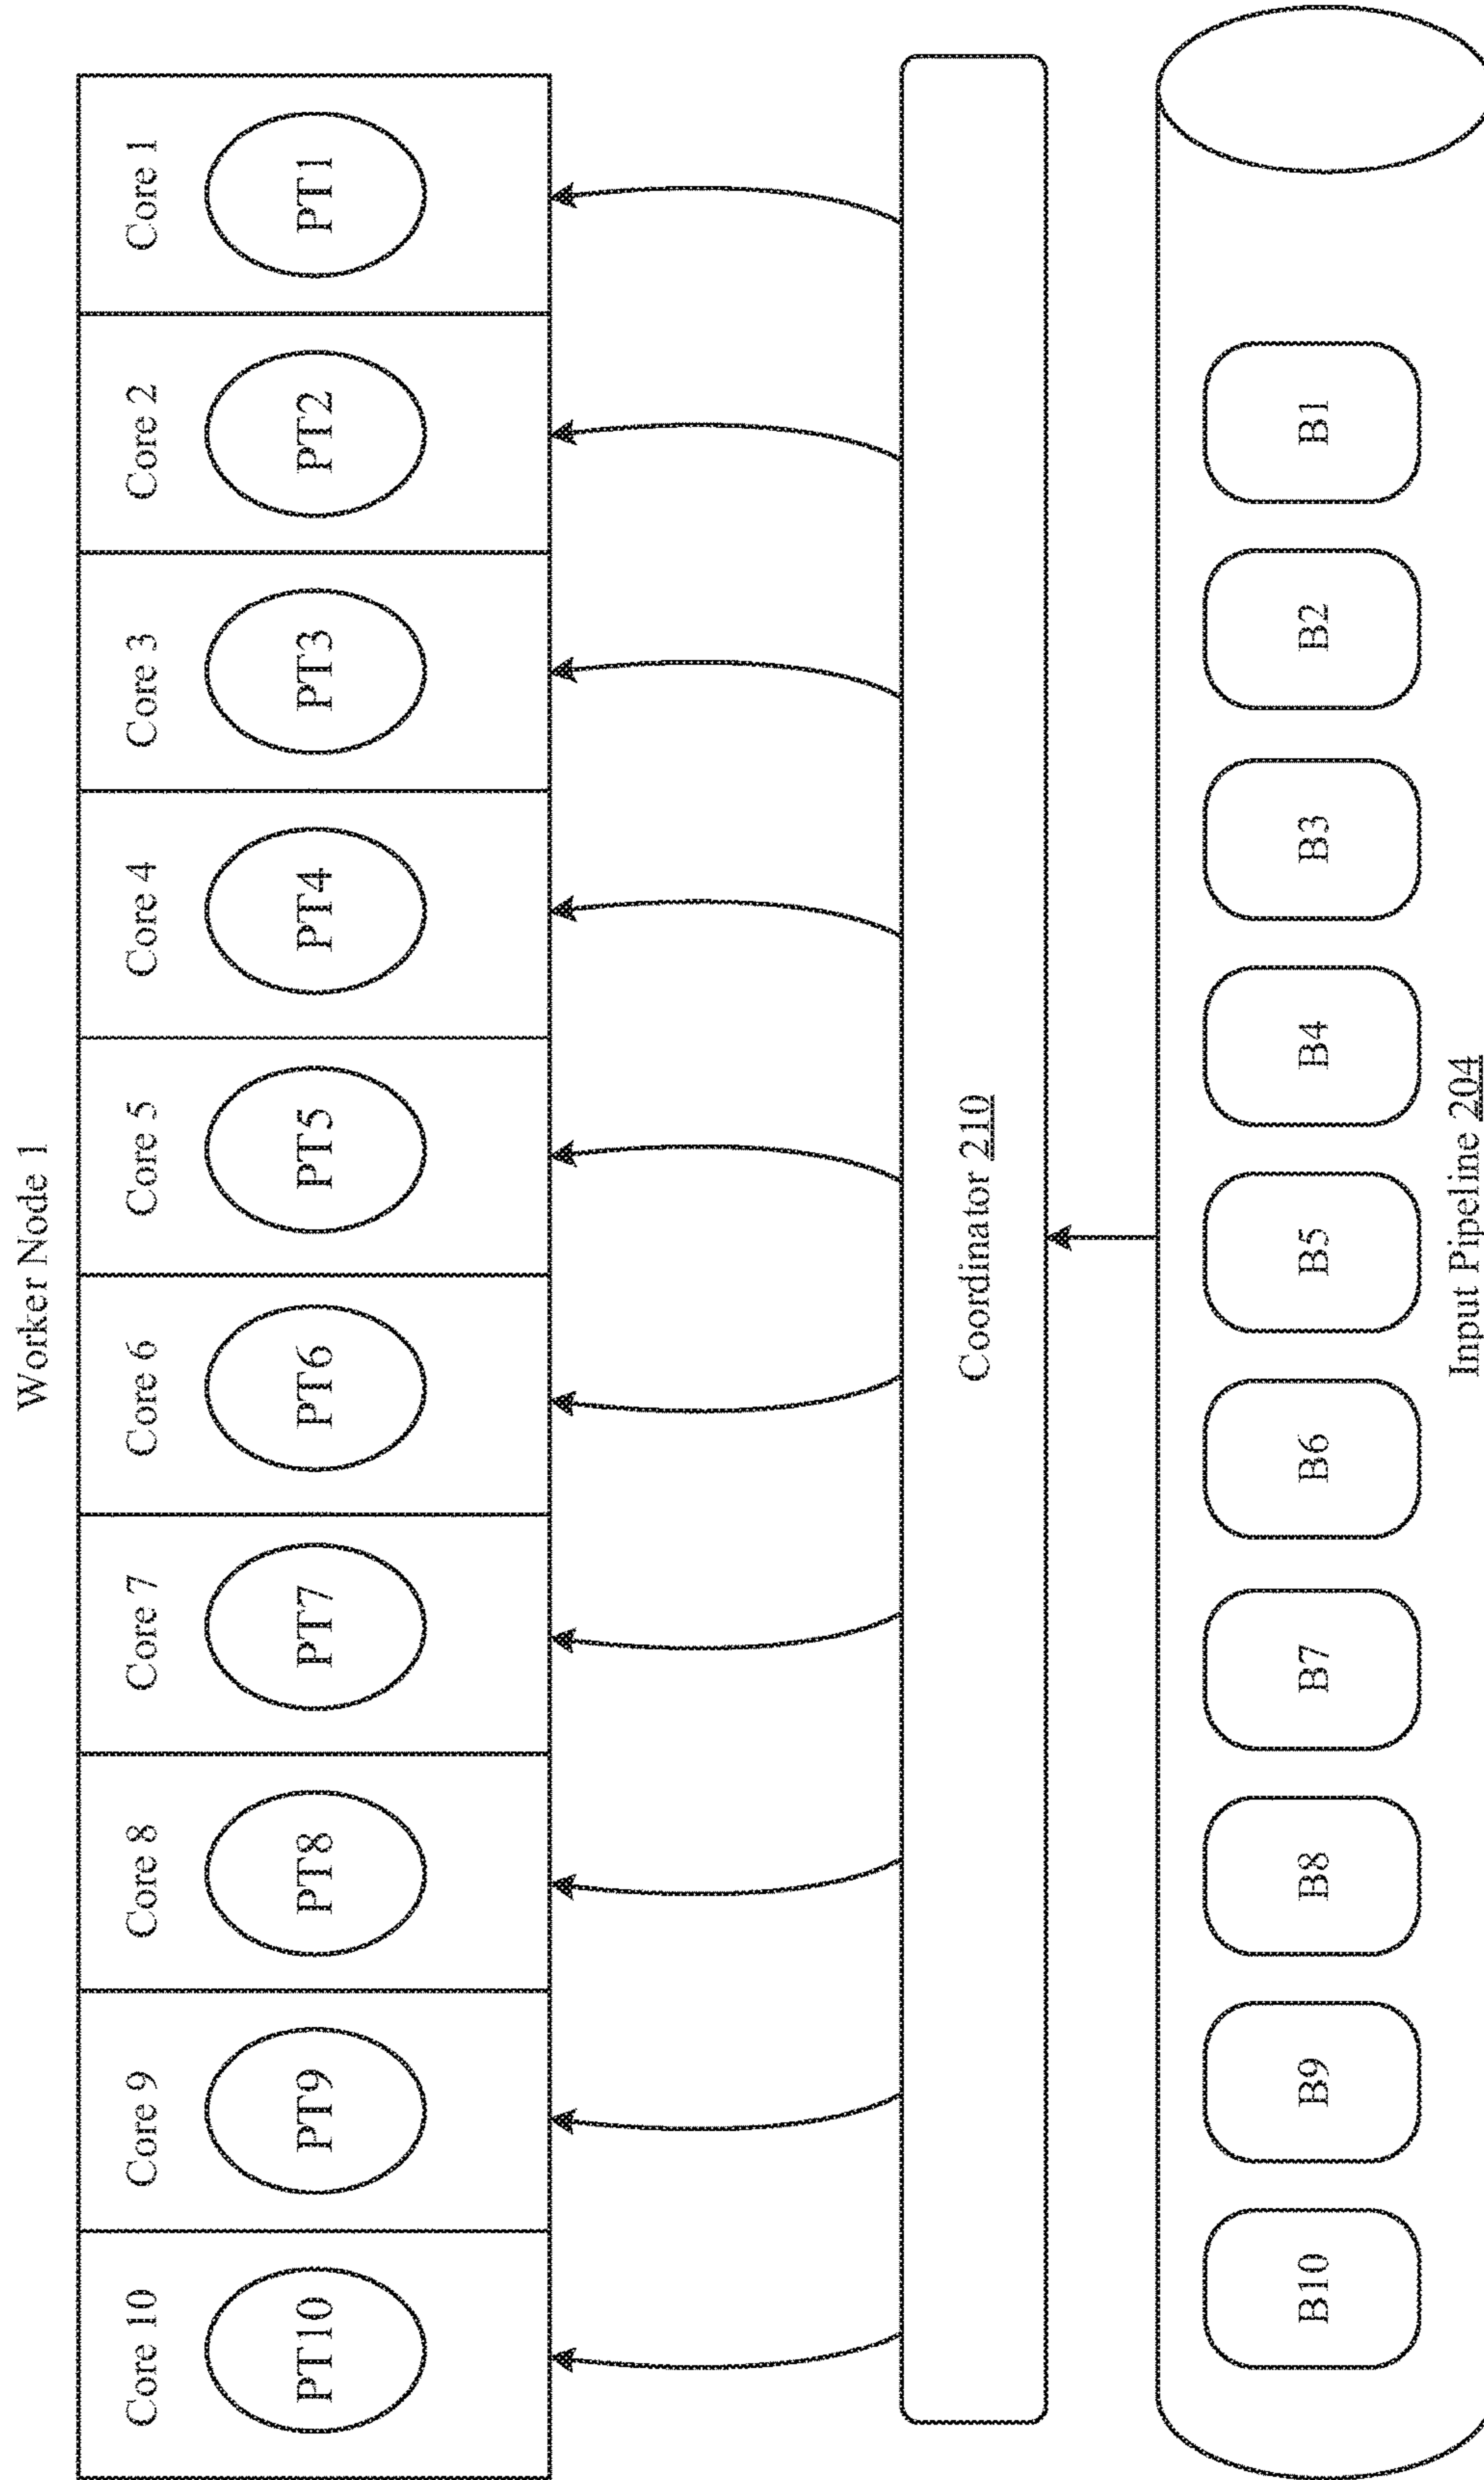 Worker Node 1
Core 10
Core 9
Core 8
Core 7
Core 6
Core 5
Core 4
Core 3
Core 2
Core 1
PT10
PT9
PT8
PT7
PT6
PT5
PT4
PT3
PT2
PT1
Coordinator 210
B10
B9
B8
B7
B6
B5
B4
B3
B2
B1
Input Pipeline 204